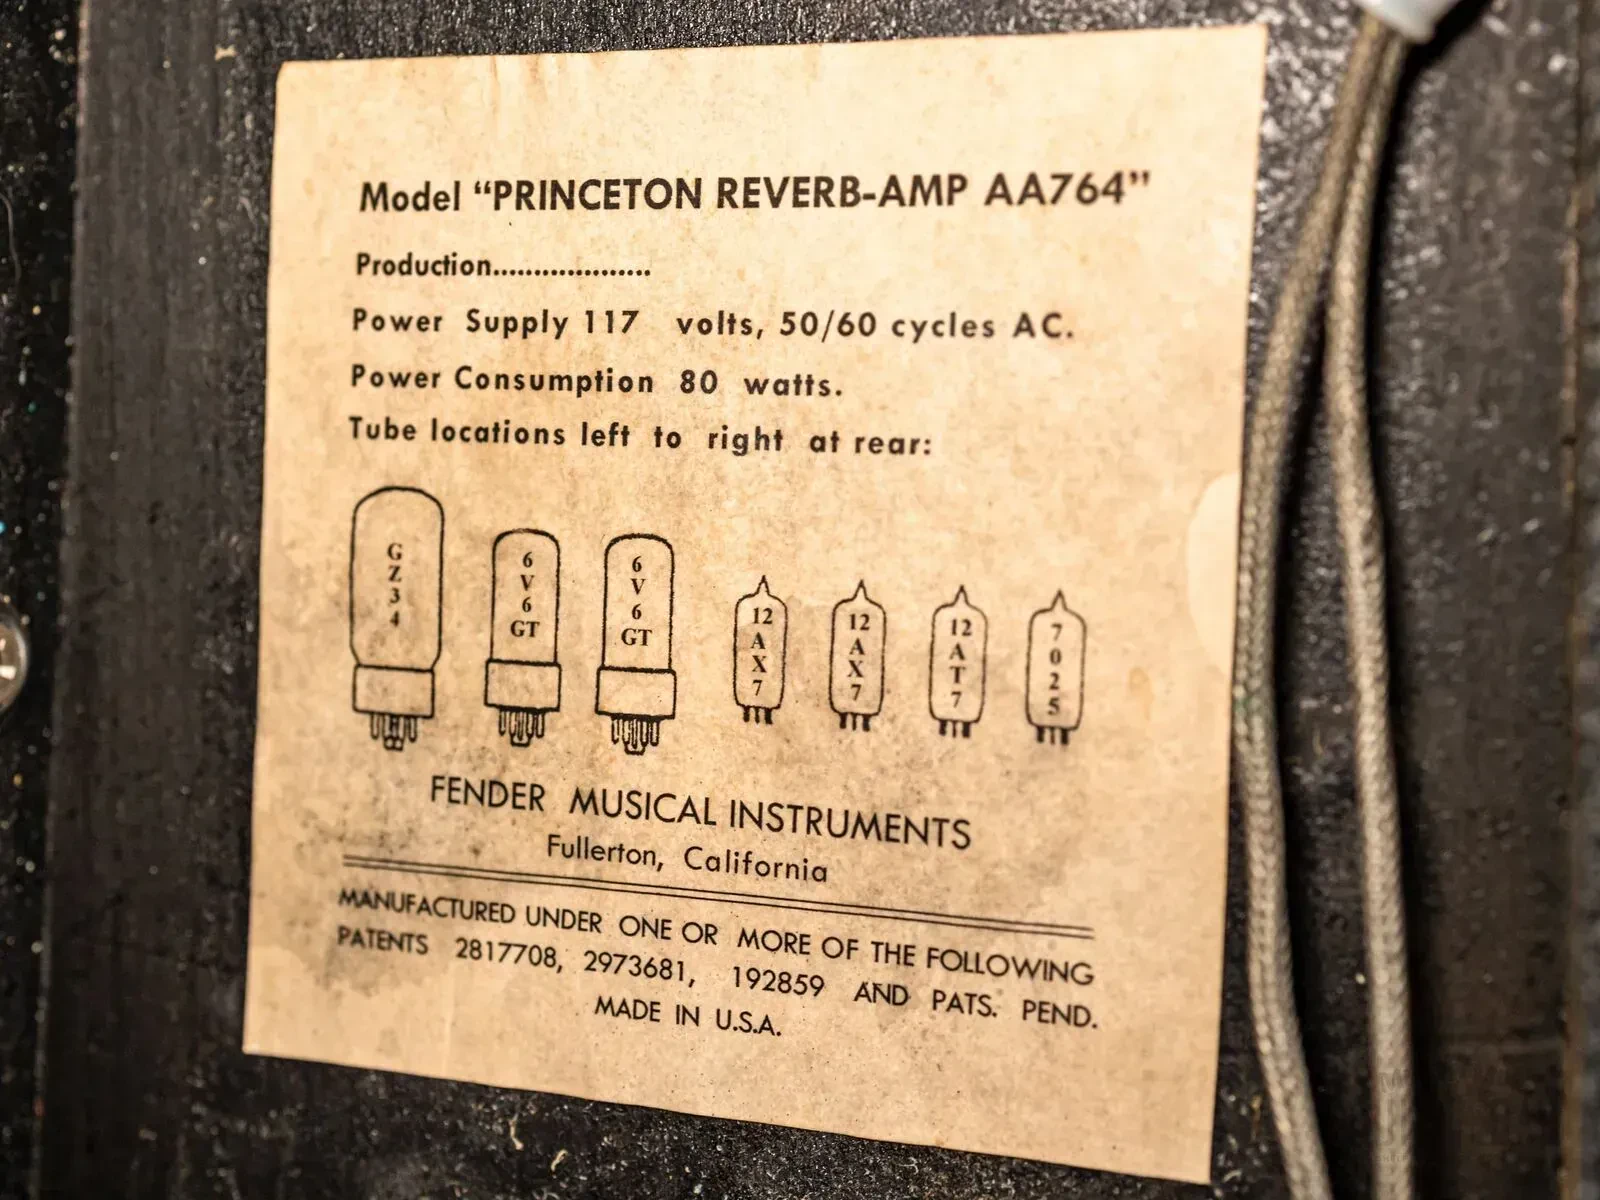 Model “PRINCETON REVERB-AMP AA764”
Production...................
Power Supply 117 volts, 50/60 cycles AC.
Power Consumption 80 watts.
Tube locations left to right at rear:
GZ34 6V6GT 6V6GT 12AX7 12AX7 12AT7 7025
FENDER MUSICAL INSTRUMENTS
Fullerton, California
MANUFACTURED UNDER ONE OR MORE OF THE FOLLOWING
PATENTS 2817708, 2973681, 192859 AND PATS. PEND.
MADE IN U.S.A.